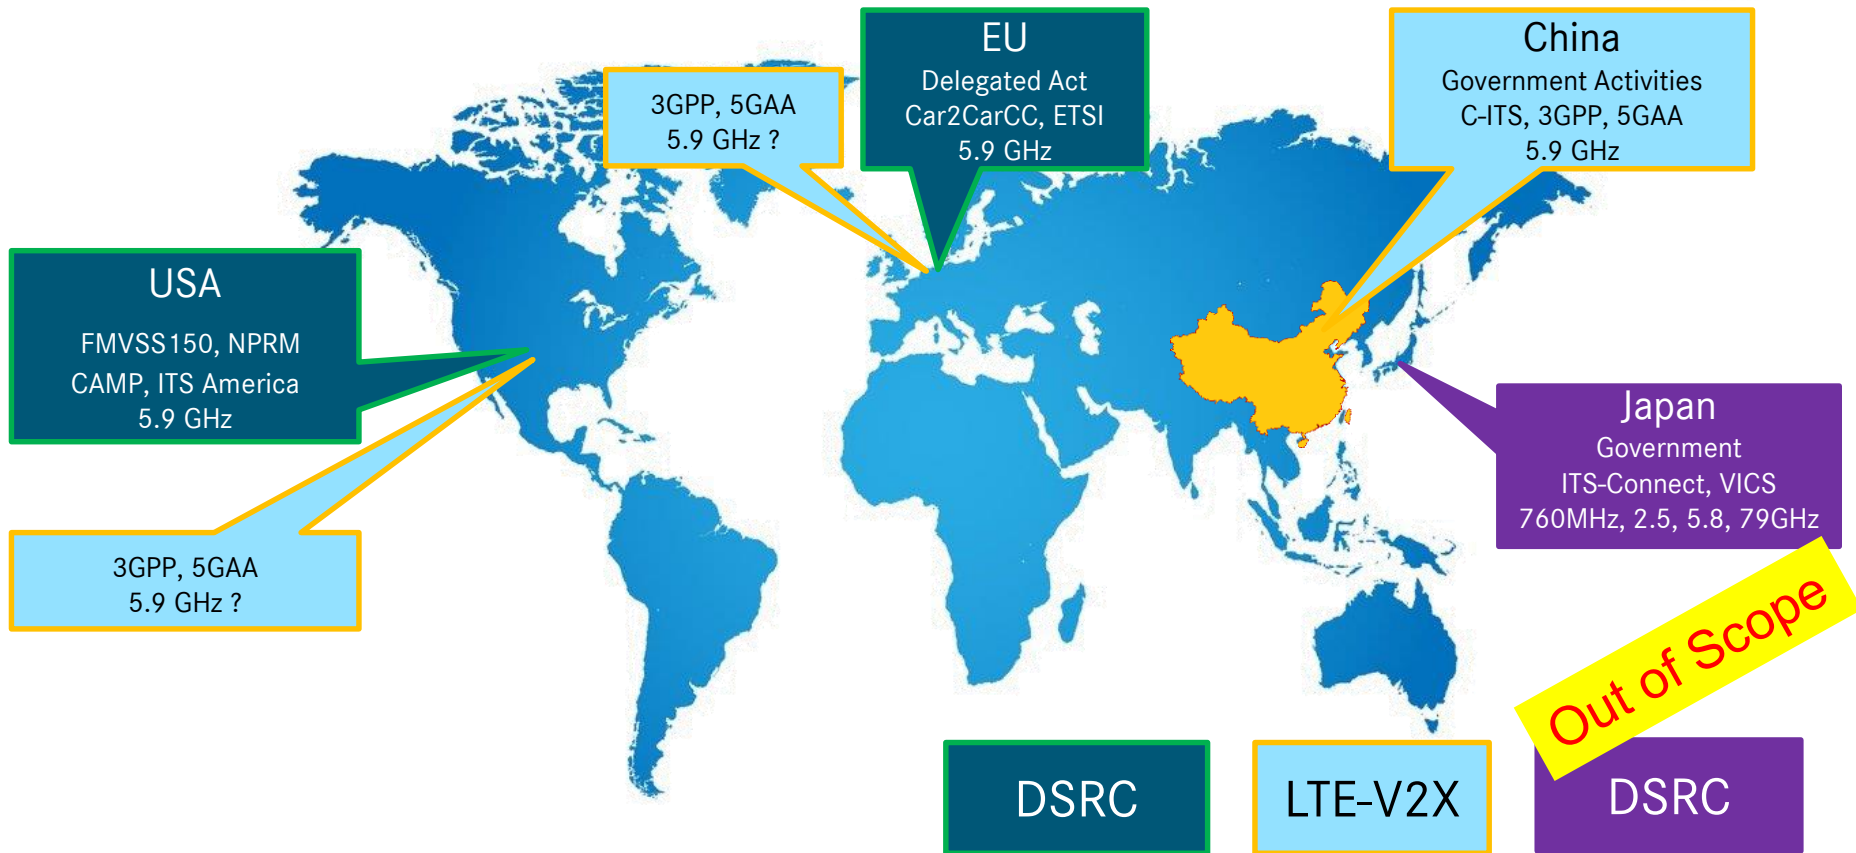 EU
Delegated Act
Car2CarCC, ETSI
5.9 GHz
China
Government Activities
C-ITS, 3GPP, 5GAA
5.9 GHz
3GPP, 5GAA
5.9 GHz ?
USA
FMVSS150, NPRM
CAMP, ITS America
5.9 GHz
Japan
Government
ITS-Connect, VICS
760MHz, 2.5, 5.8, 79GHz
3GPP, 5GAA
5.9 GHz ?
Out of Scope
DSRC
LTE-V2X
DSRC